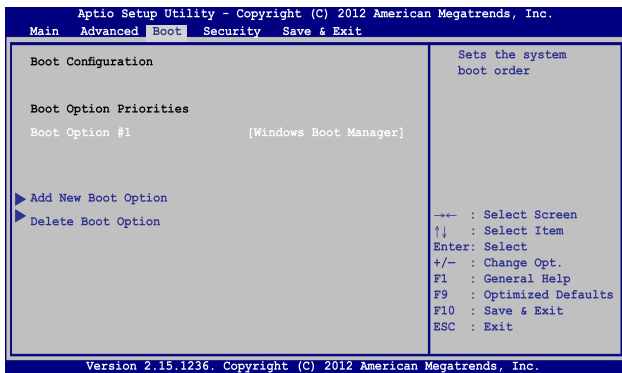 Aptio Setup Utility - Copyright (C) 2012 American Megatrends, Inc.
Main Advanced Boot Security Save & Exit
Boot Configuration
Boot Option Priorities
Boot Option #1 [Windows Boot Manager]
Add New Boot Option
Delete Boot Option
Sets the system
boot order
→← : Select Screen
↑↓ : Select Item
Enter: Select
+/— : Change Opt.
F1 : General Help
F9 : Optimized Defaults
F10 : Save & Exit
ESC : Exit
Version 2.15.1236. Copyright (C) 2012 American Megatrends, Inc.